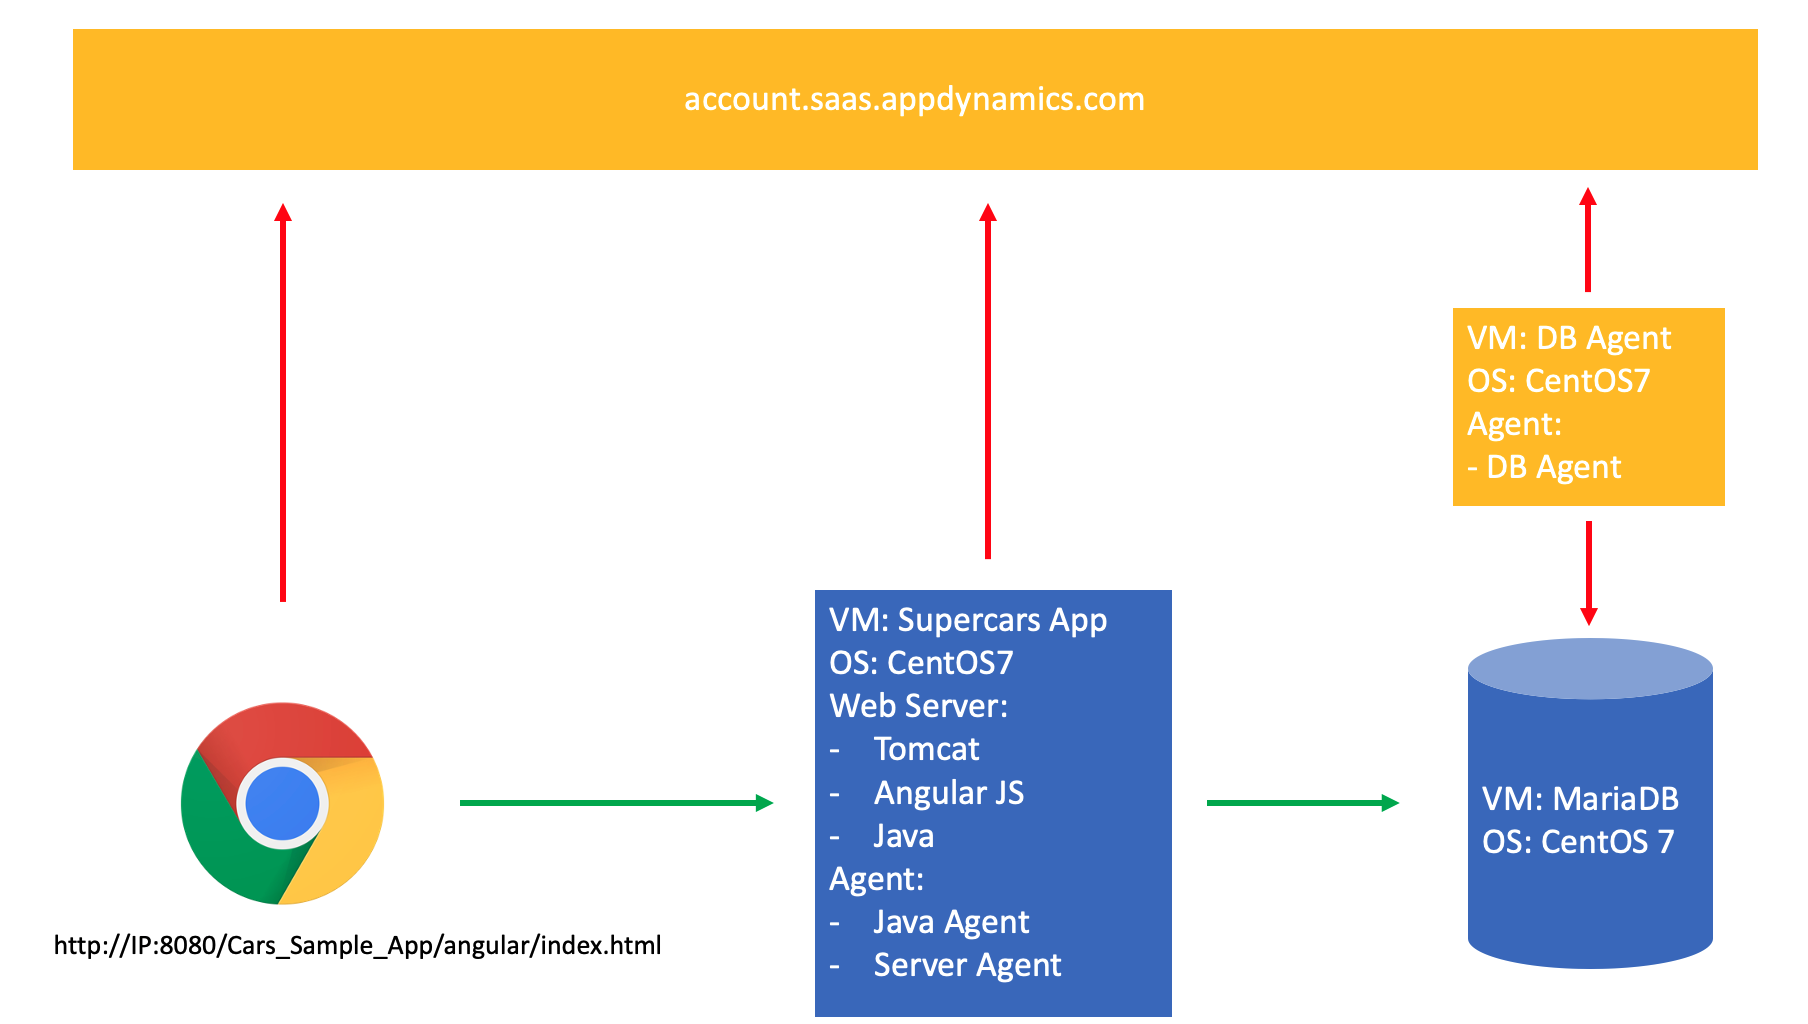 account.saas.appdynamics.com
VM: DB Agent
OS: CentOS7
Agent:
- DB Agent
VM: Supercars App
OS: CentOS7
Web Server:
- Tomcat
- Angular JS
- Java
Agent:
- Java Agent
- Server Agent
VM: MariaDB
OS: CentOS 7
http://IP:8080/Cars_Sample_App/angular/index.html